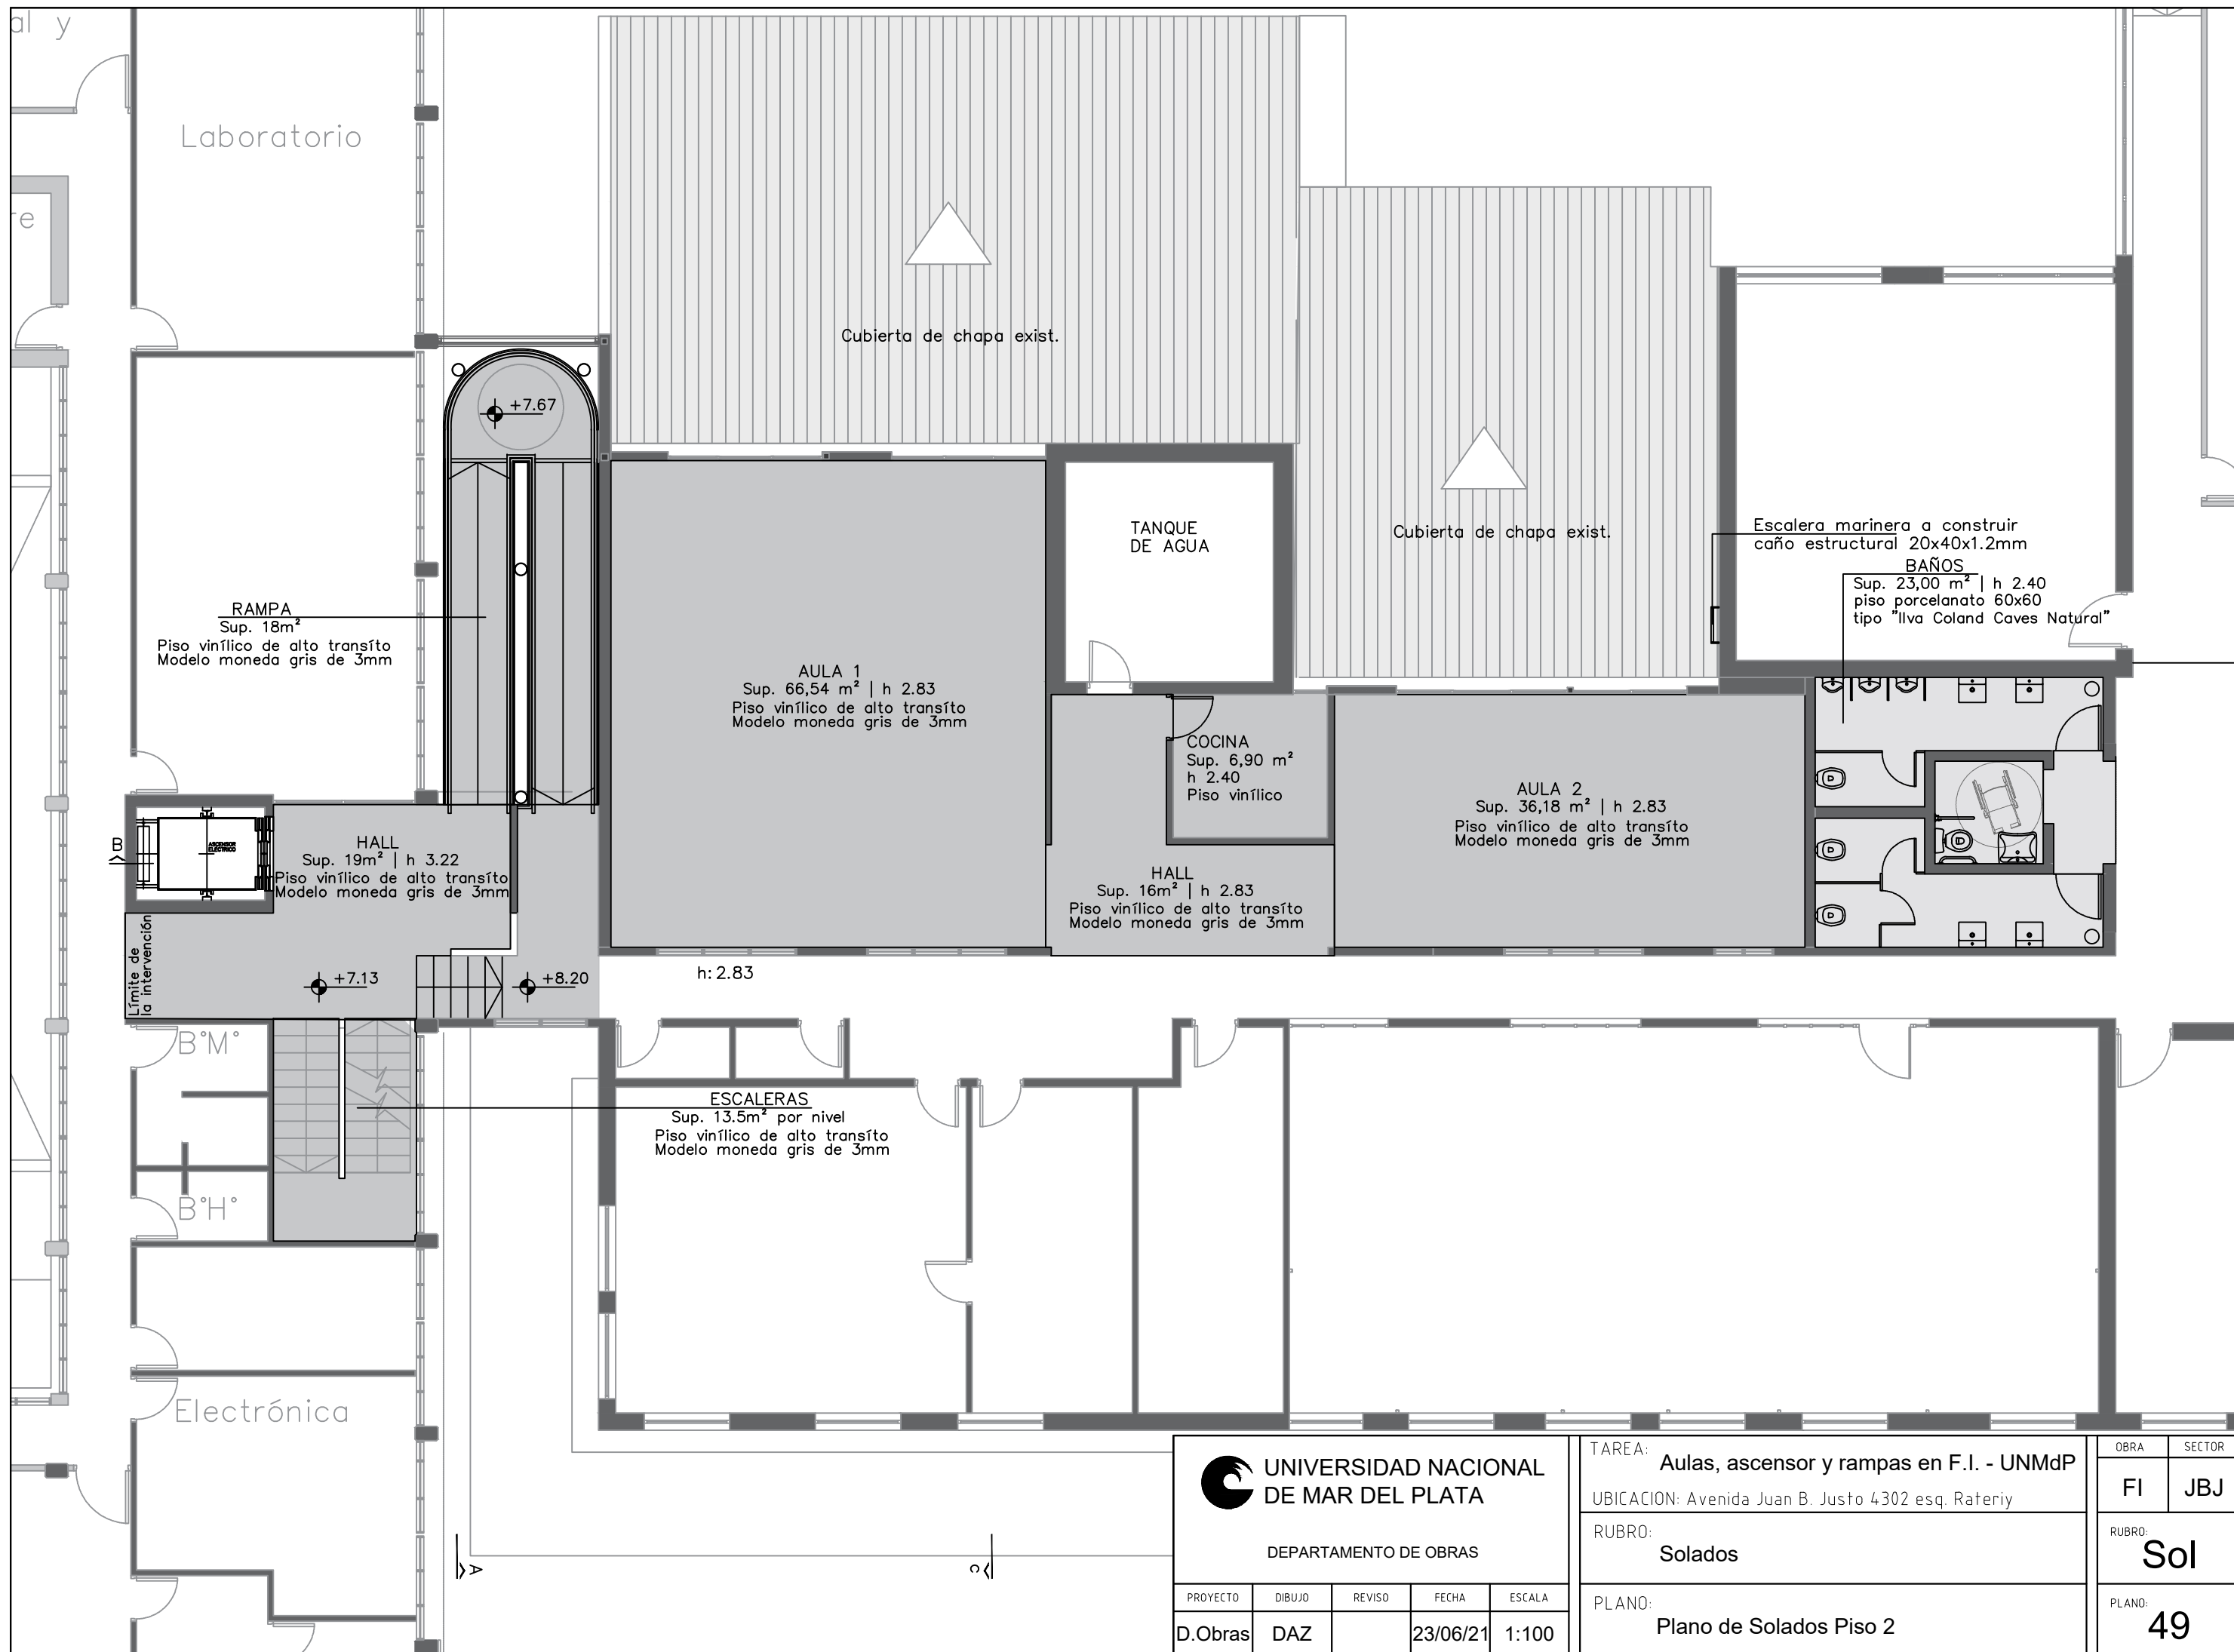 al y
Laboratorio
re
+7.67
Cubierta de chapa exist.
Cubierta de chapa exist.
TANQUE
DE AGUA
Escalera marinera a construir
caño estructural 20x40x1.2mm
BAÑOS
Sup. 23,00 m² | h 2.40
piso porcelanato 60x60
tipo "Ilva Coland Caves Natural"
RAMPA
Sup. 18m²
Piso vinílico de alto transíto
Modelo moneda gris de 3mm
AULA 1
Sup. 66,54 m² | h 2.83
Piso vinílico de alto transíto
Modelo moneda gris de 3mm
COCINA
Sup. 6,90 m²
h 2.40
Piso vinílico
AULA 2
Sup. 36,18 m² | h 2.83
Piso vinílico de alto transíto
Modelo moneda gris de 3mm
B
ASCENSOR
ELECTRICO
HALL
Sup. 19m² | h 3.22
Piso vinílico de alto transíto
Modelo moneda gris de 3mm
HALL
Sup. 16m² | h 2.83
Piso vinílico de alto transíto
Modelo moneda gris de 3mm
Límite de
la intervención
+7.13
+8.20
h: 2.83
B°M°
B°H°
ESCALERAS
Sup. 13.5m² por nivel
Piso vinílico de alto transíto
Modelo moneda gris de 3mm
Electrónica
A
C
UNIVERSIDAD NACIONAL
DE MAR DEL PLATA
DEPARTAMENTO DE OBRAS
PROYECTO DIBUJO REVISO FECHA ESCALA
D.Obras DAZ 23/06/21 1:100
TAREA: Aulas, ascensor y rampas en F.I. - UNMdP
UBICACION: Avenida Juan B. Justo 4302 esq. Rateriy
RUBRO:
Solados
PLANO:
Plano de Solados Piso 2
OBRA SECTOR
FI JBJ
RUBRO:
Sol
PLANO:
49